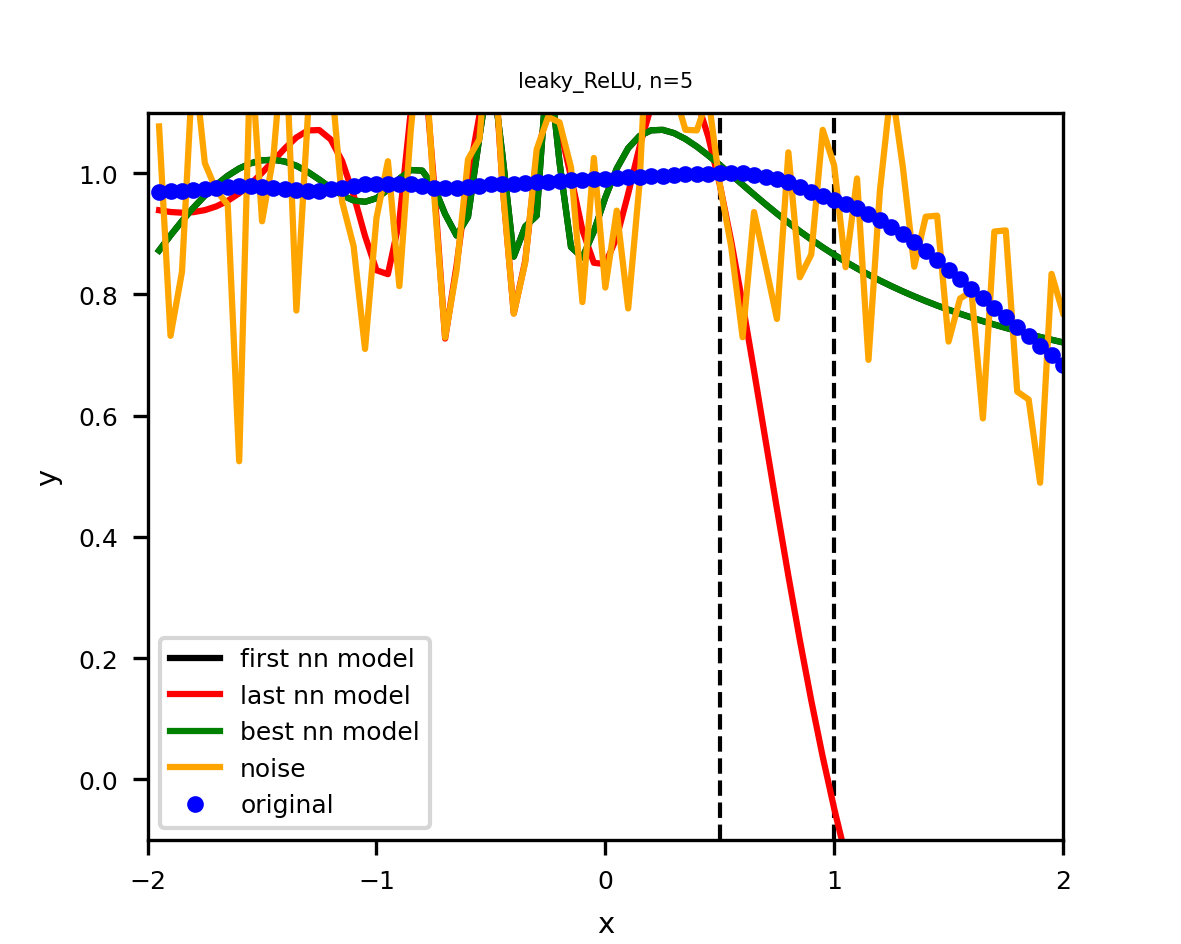 leaky_ReLU, n=5
1.0
0.8
0.6
0.4
0.2
0.0
y
first nn model
last nn model
best nn model
noise
original
−2
−1
0
1
2
x